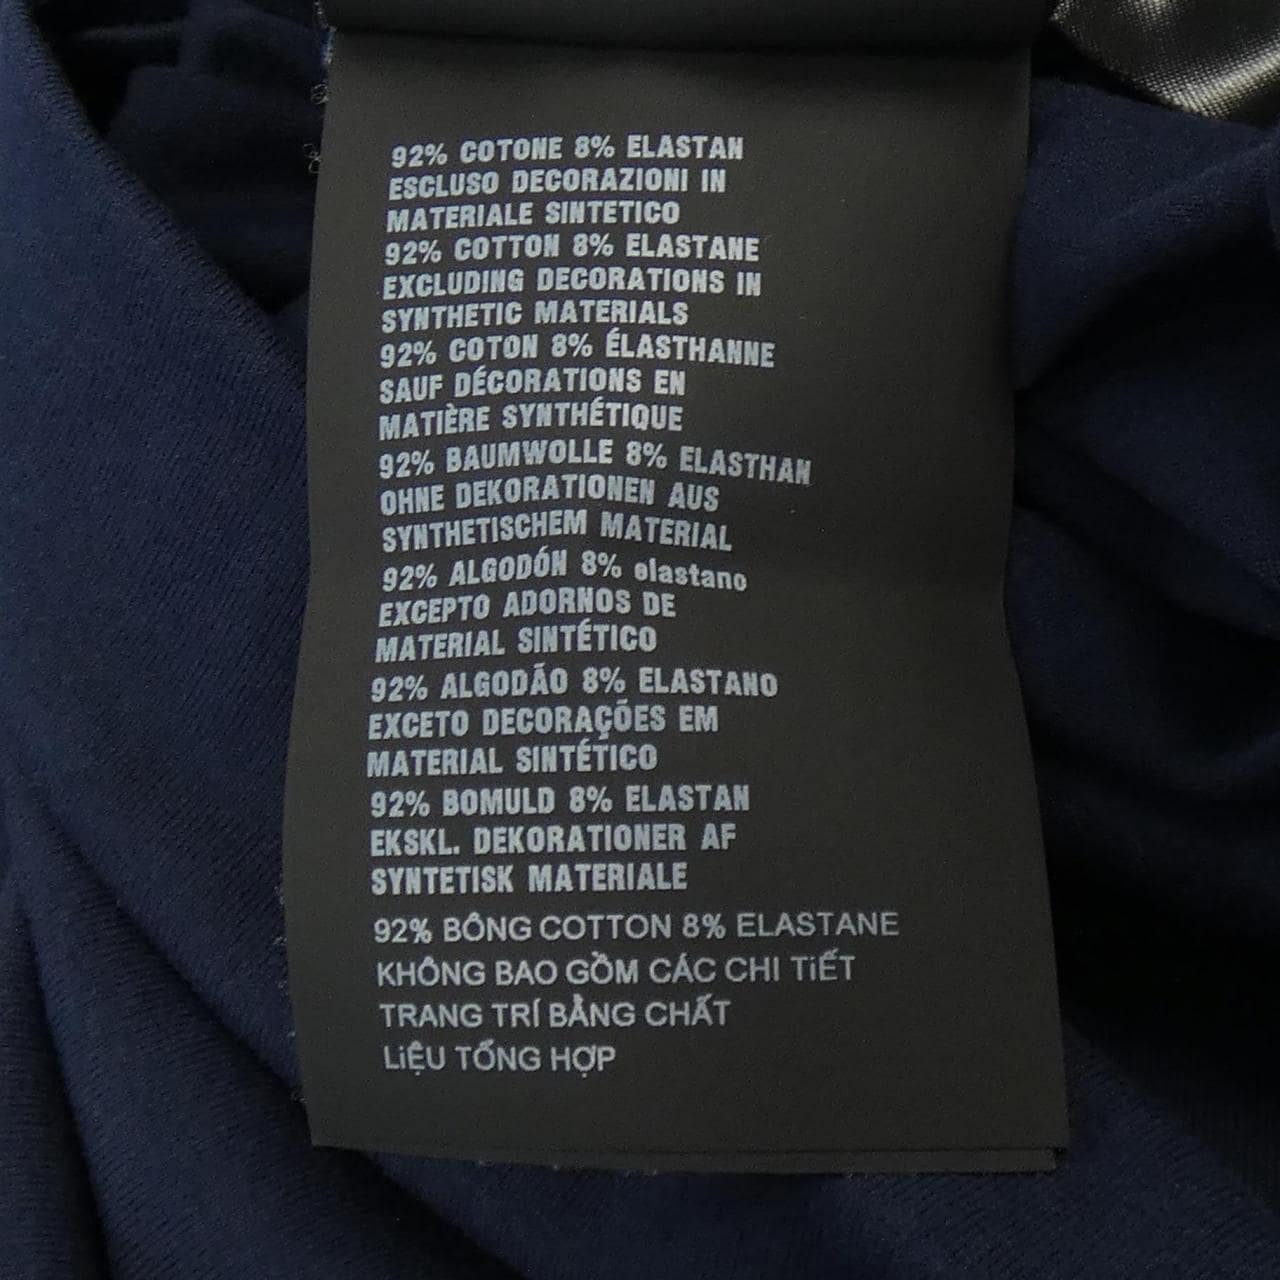 92% COTONE 8% ELASTAN
ESCLUSO DECORAZIONI IN
MATERIALE SINTETICO
92% COTTON 8% ELASTANE
EXCLUDING DECORATIONS IN
SYNTHETIC MATERIALS
92% COTON 8% ÉLASTHANNE
SAUF DÉCORATIONS EN
MATIÈRE SYNTHÉTIQUE
92% BAUMWOLLE 8% ELASTHAN
OHNE DEKORATIONEN AUS
SYNTHETISCHEM MATERIAL
92% ALGODÓN 8% elastano
EXCEPTO ADORNOS DE
MATERIAL SINTÉTICO
92% ALGODÃO 8% ELASTANO
EXCETO DECORAÇÕES EM
MATERIAL SINTÉTICO
92% BOMULD 8% ELASTAN
EKSKL. DEKORATIONER AF
SYNTETISK MATERIALE
92% BÔNG COTTON 8% ELASTANE
KHÔNG BAO GỒM CÁC CHI TiẾT
TRANG TRÍ BẰNG CHẤT
LiỆU TỔNG HỢP